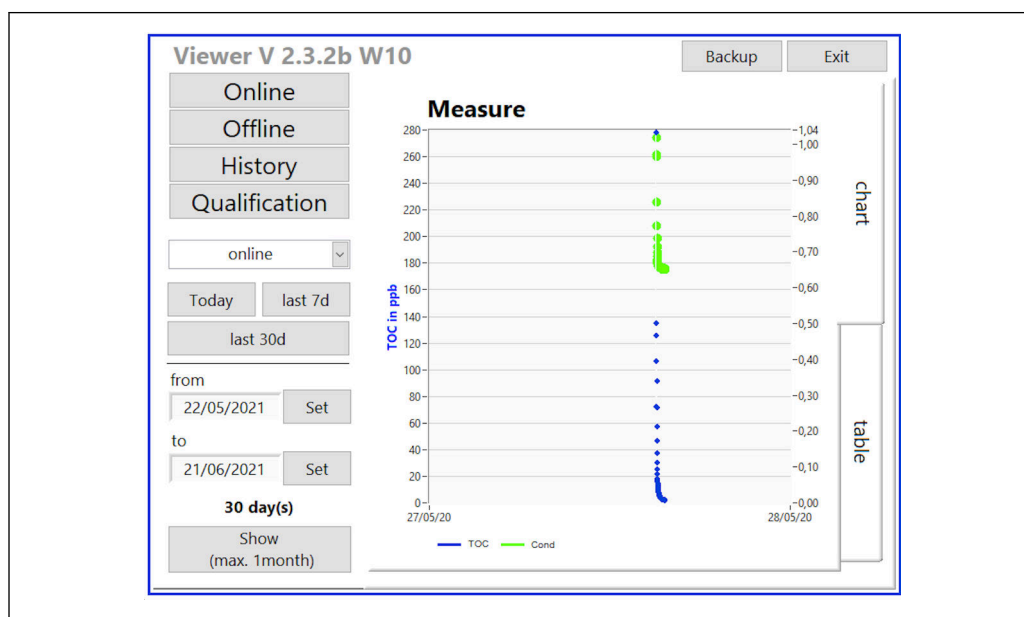 Viewer V 2.3.2b W10
Backup
Exit
Online
Offline
History
Qualification
online
Today
last 7d
last 30d
from
22/05/2021
Set
to
21/06/2021
Set
30 day(s)
Show
(max. 1month)
Measure
TOC in ppb
280
260
240
220
200
180
160
140
120
100
80
60
40
20
0
1,04
1,00
0,90
0,80
0,70
0,60
0,50
0,40
0,30
0,20
0,10
0,00
27/05/20
28/05/20
TOC
Cond
chart
table